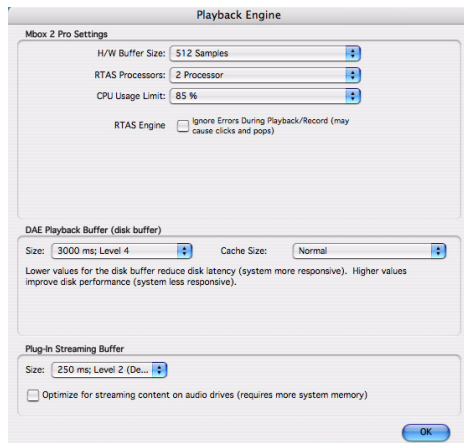 Playback Engine
Mbox 2 Pro Settings
H/W Buffer Size: 512 Samples
RTAS Processors: 2 Processor
CPU Usage Limit: 85 %
RTAS Engine Ignore Errors During Playback/Record (may
cause clicks and pops)
DAE Playback Buffer (disk buffer)
Size: 3000 ms; Level 4 Cache Size: Normal
Lower values for the disk buffer reduce disk latency (system more responsive). Higher values
improve disk performance (system less responsive).
Plug-In Streaming Buffer
Size: 250 ms; Level 2 (De...
Optimize for streaming content on audio drives (requires more system memory)
OK